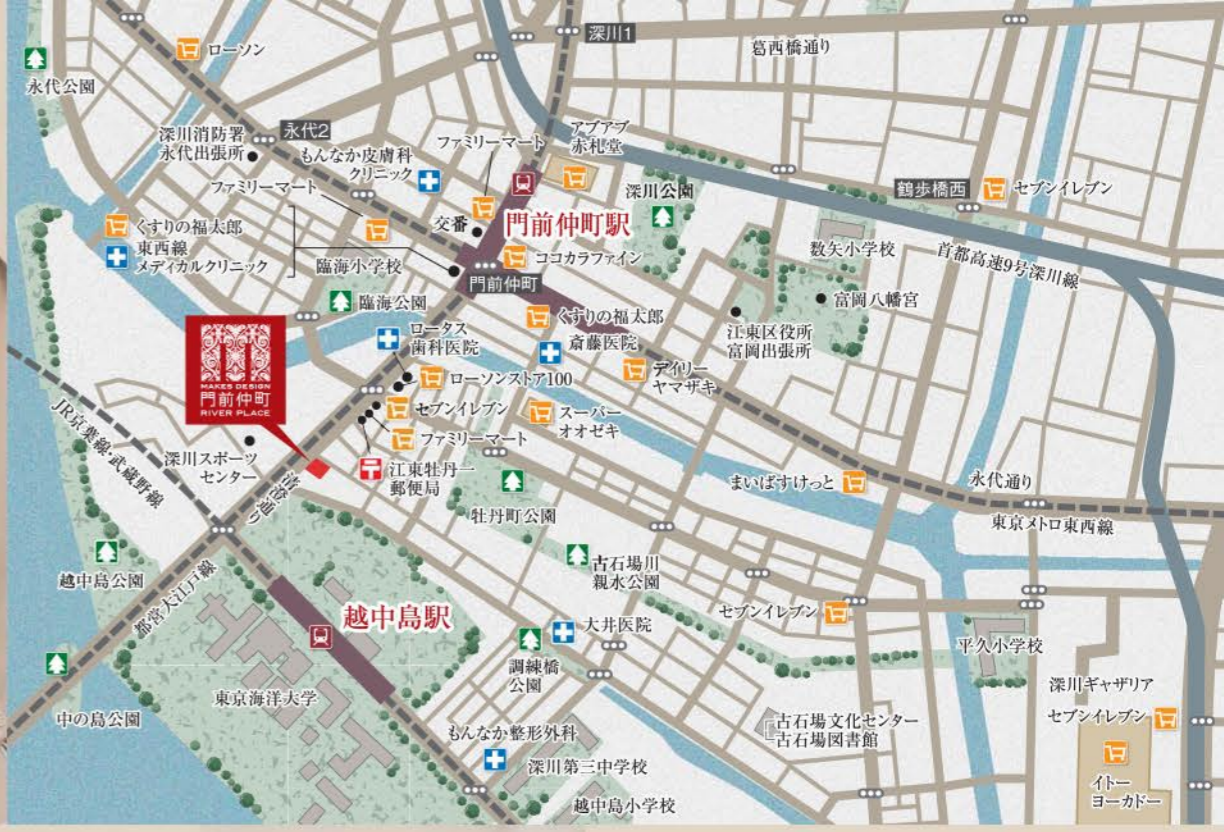 深川1
葛西橋通り
ローソン
永代公園
永代2
深川消防署
永代出張所
もんなか皮膚科
クリニック
ファミリーマート
アブアブ
赤札堂
深川公園
鶴歩橋西
セブンイレブン
ファミリーマート
くすりの福太郎
東西線
メディカルクリニック
交番
門前仲町駅
数矢小学校
首都高速9号深川線
臨海小学校
ココカラファイン
門前仲町
臨海公園
富岡八幡宮
くすりの福太郎
江東区役所
富岡出張所
ロータス
歯科医院
斎藤医院
デイリー
ヤマザキ
MAKES DESIGN
門前仲町
RIVER PLACE
ローソンストア100
セブンイレブン
スーパー
オオゼキ
JR京葉線・武蔵野線
ファミリーマート
深川スポーツ
センター
清澄通り
江東牡丹一
郵便局
まいばすけっと
永代通り
東京メトロ東西線
牡丹町公園
越中島公園
古石場川
親水公園
都営大江戸線
越中島駅
セブンイレブン
大井医院
平久小学校
調練橋
公園
東京海洋大学
中の島公園
深川ギャザリア
セブンイレブン
古石場文化センター
古石場図書館
もんなか整形外科
深川第三中学校
イトー
ヨーカドー
越中島小学校